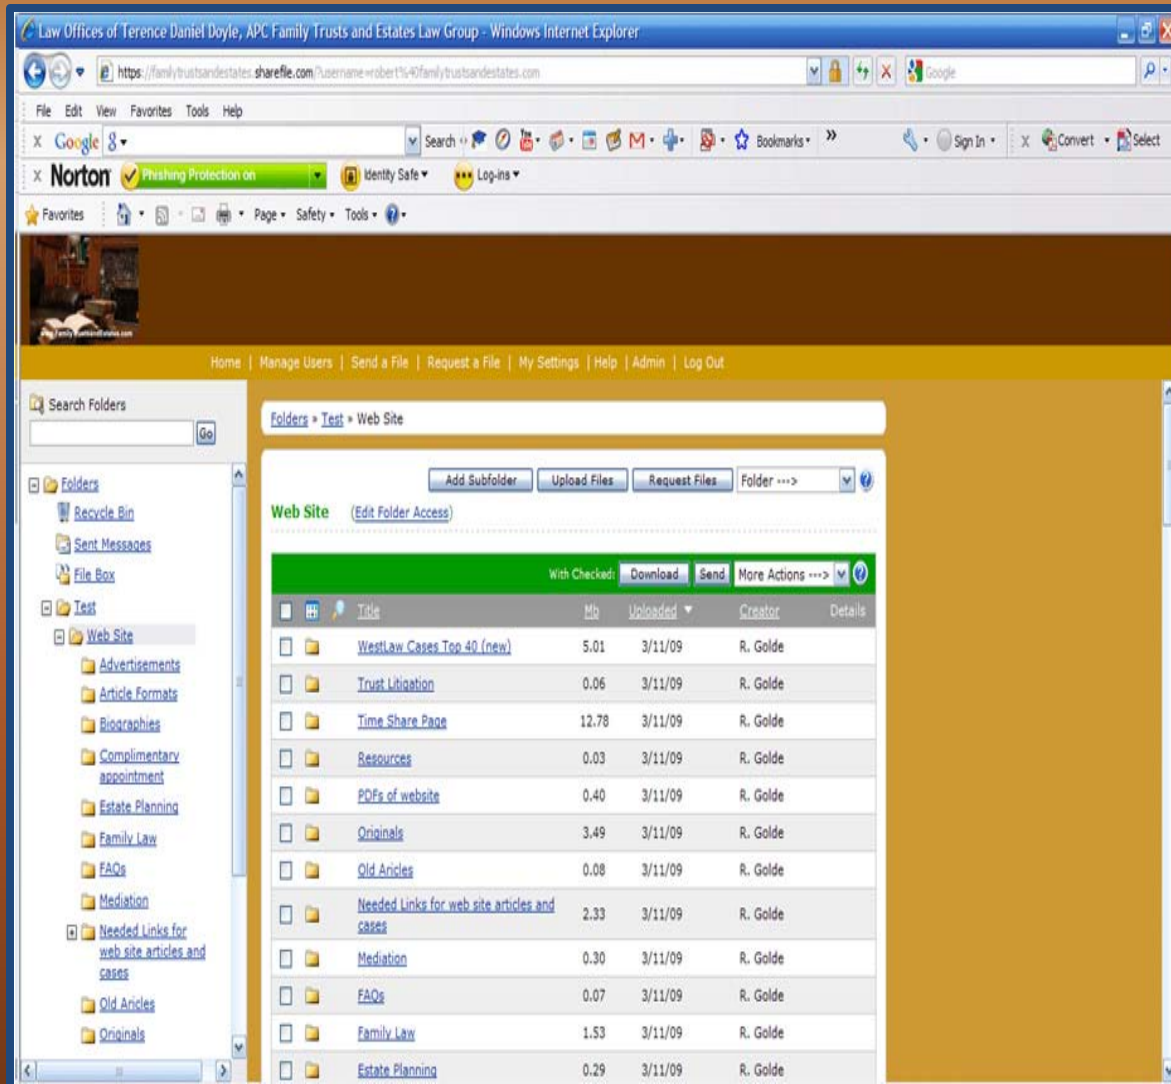 Law Offices of Terence Daniel Doyle, APC Family Trusts and Estates Law Group - Windows Internet Explorer
https://familytrustsandestates.sharefile.com/?username=robert%40familytrustsandestates.com
Google
File Edit View Favorites Tools Help
X Google Search Bookmarks Sign In X Convert Select
X Norton Phishing Protection on Identity Safe Log-ins
Favorites Page Safety Tools
www.FamilyTrustsandEstates.com
Home | Manage Users | Send a File | Request a File | My Settings | Help | Admin | Log Out
Search Folders
Go
Folders
Recycle Bin
Sent Messages
File Box
Test
Web Site
Advertisements
Article Formats
Biographies
Complimentary
appointment
Estate Planning
Family Law
FAQs
Mediation
Needed Links for
web site articles and
cases
Old Aricles
Originals
Folders » Test » Web Site
Add Subfolder Upload Files Request Files Folder --->
Web Site (Edit Folder Access)
With Checked: Download Send More Actions --->
Title Mb Uploaded Creator Details
WestLaw Cases Top 40 (new) 5.01 3/11/09 R. Golde
Trust Litigation 0.06 3/11/09 R. Golde
Time Share Page 12.78 3/11/09 R. Golde
Resources 0.03 3/11/09 R. Golde
PDFs of website 0.40 3/11/09 R. Golde
Originals 3.49 3/11/09 R. Golde
Old Aricles 0.08 3/11/09 R. Golde
Needed Links for web site articles and
cases 2.33 3/11/09 R. Golde
Mediation 0.30 3/11/09 R. Golde
FAQs 0.07 3/11/09 R. Golde
Family Law 1.53 3/11/09 R. Golde
Estate Planning 0.29 3/11/09 R. Golde